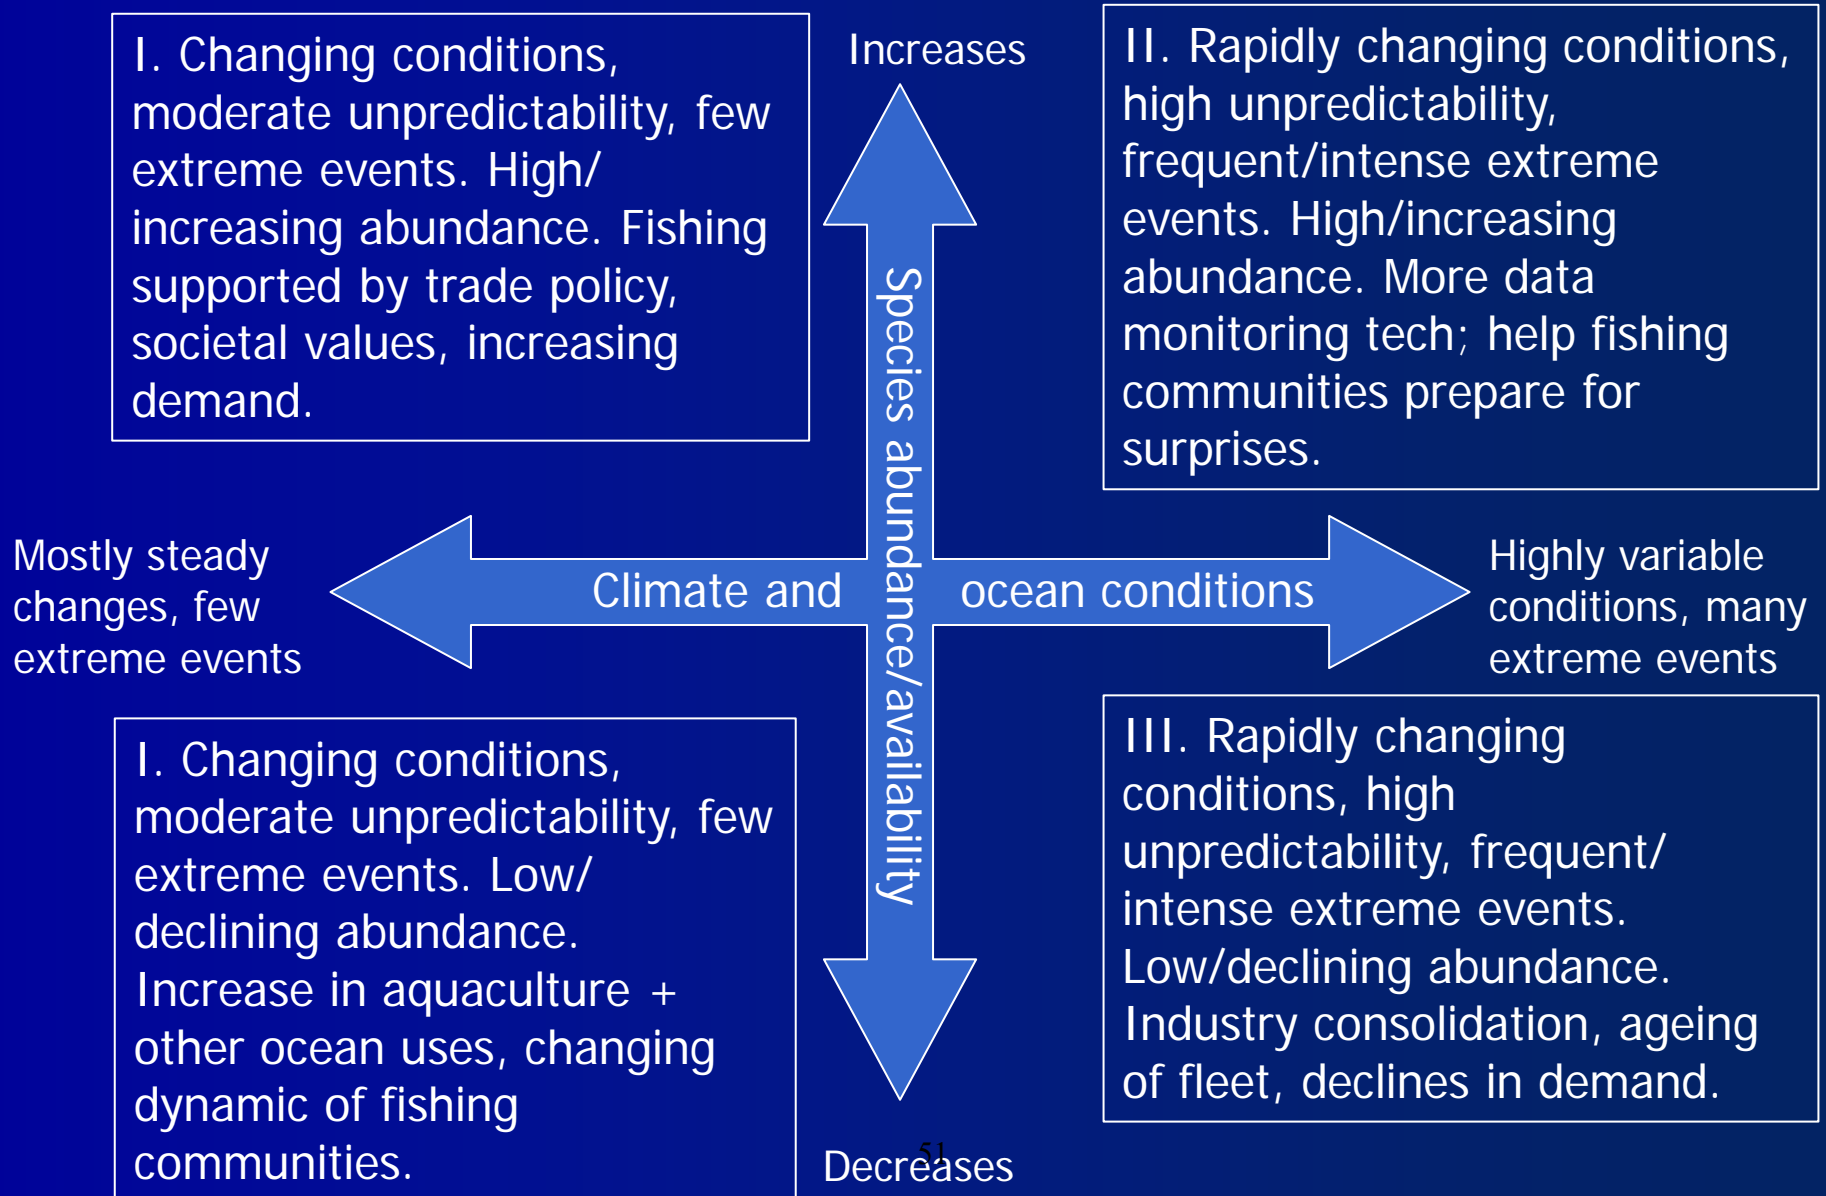 I. Changing conditions,
moderate unpredictability, few
extreme events. High/
increasing abundance. Fishing
supported by trade policy,
societal values, increasing
demand.
Increases
II. Rapidly changing conditions,
high unpredictability,
frequent/intense extreme
events. High/increasing
abundance. More data
monitoring tech; help fishing
communities prepare for
surprises.
Species abundance/availability
Mostly steady
changes, few
extreme events
Climate and ocean conditions
Highly variable
conditions, many
extreme events
I. Changing conditions,
moderate unpredictability, few
extreme events. Low/
declining abundance.
Increase in aquaculture +
other ocean uses, changing
dynamic of fishing
communities.
III. Rapidly changing
conditions, high
unpredictability, frequent/
intense extreme events.
Low/declining abundance.
Industry consolidation, ageing
of fleet, declines in demand.
51
Decreases